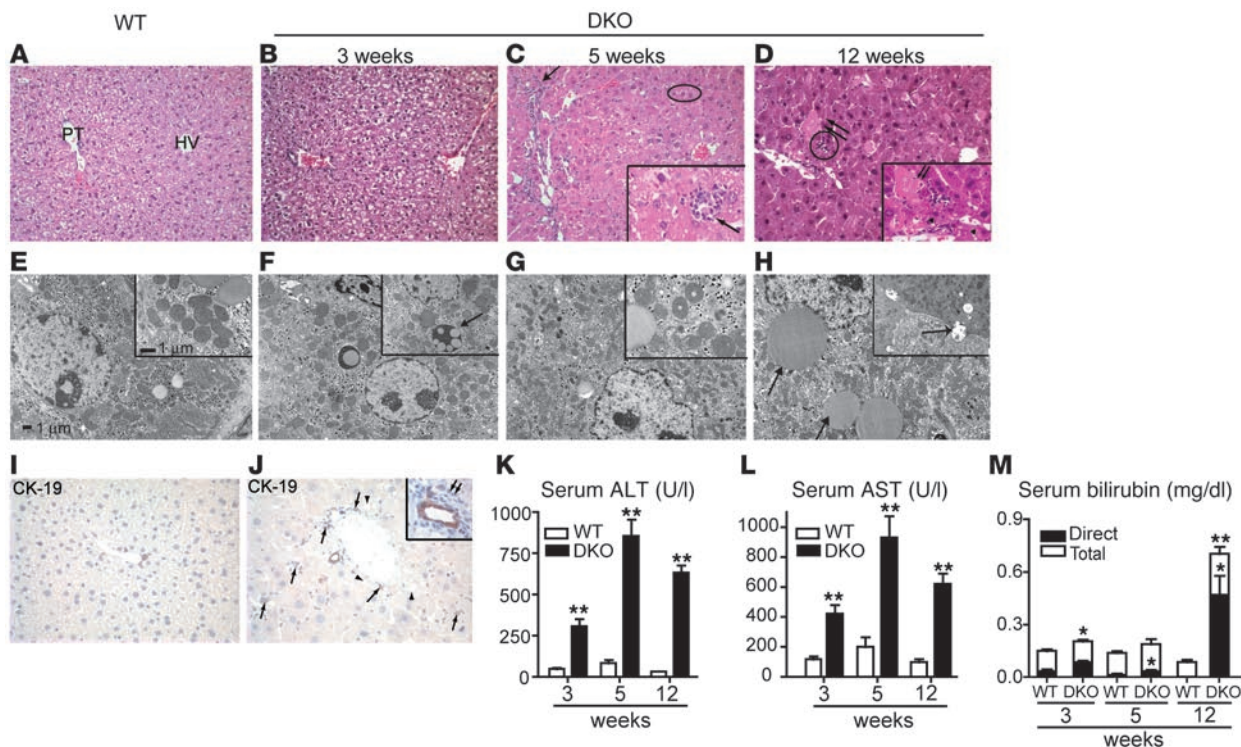 WT
DKO
A
B
3 weeks
C
5 weeks
D
12 weeks
PT
HV
E
F
G
H
1 μm
1 μm
I
CK-19
J
CK-19
K
Serum ALT (U/l)
1000
750
500
250
0
WT
DKO
**
**
**
3
5
12
weeks
L
Serum AST (U/l)
1000
800
600
400
200
0
WT
DKO
**
**
**
3
5
12
weeks
M
Serum bilirubin (mg/dl)
0.9
0.6
0.3
0.0
Direct
Total
*
*
**
*
WT DKO WT DKO WT DKO
3
5
12
weeks